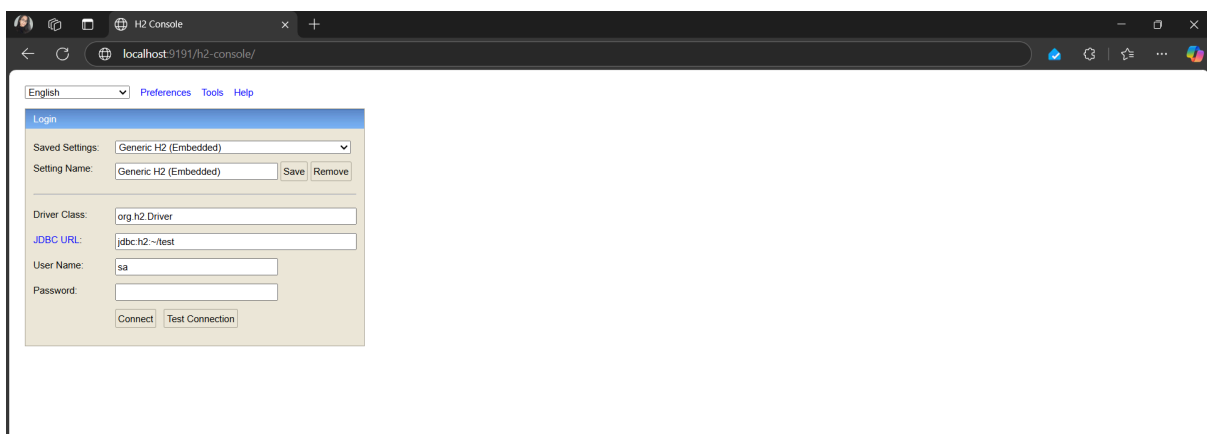 H2 Console
localhost:9191/h2-console/
English Preferences Tools Help
Login
Saved Settings: Generic H2 (Embedded)
Setting Name: Generic H2 (Embedded) Save Remove
Driver Class: org.h2.Driver
JDBC URL: jdbc:h2:~/test
User Name: sa
Password:
Connect Test Connection